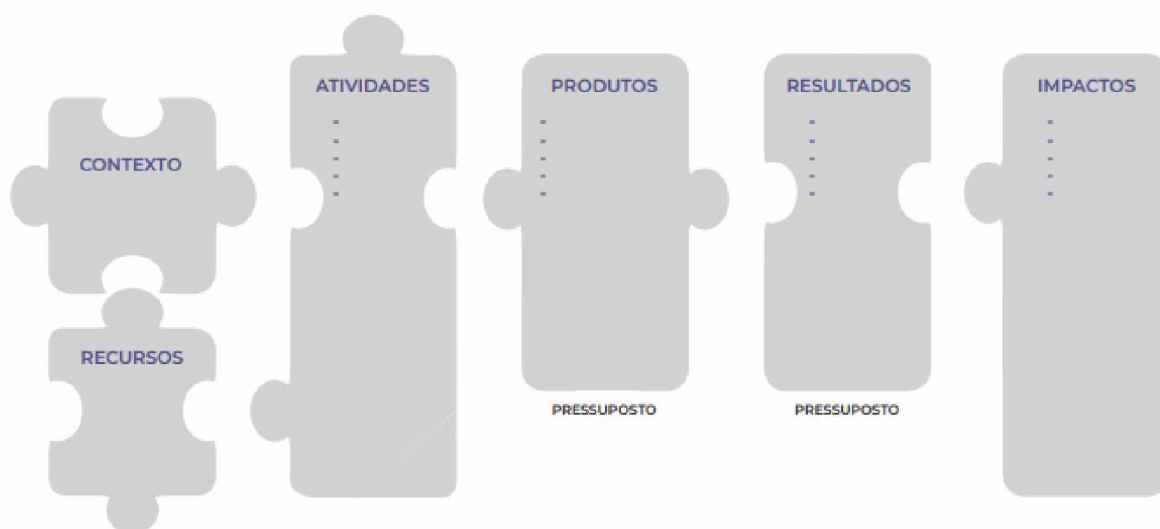 CONTEXTO
RECURSOS
ATIVIDADES
-
-
-
-
-
PRODUTOS
-
-
-
-
-
PRESSUPOSTO
RESULTADOS
-
-
-
-
-
PRESSUPOSTO
IMPACTOS
-
-
-
-
-